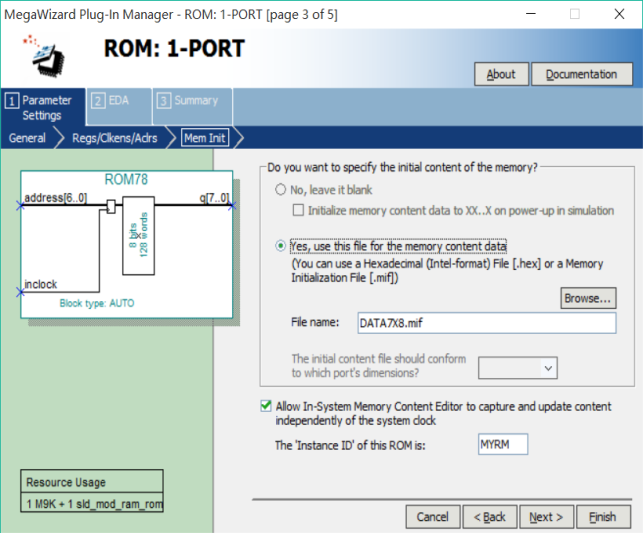 MegaWizard Plug-In Manager - ROM: 1-PORT [page 3 of 5]
ROM: 1-PORT
About
Documentation
1 Parameter Settings
2 EDA
3 Summary
General
Regs/Clkens/Adrs
Mem Init
ROM78
address[6..0]
q[7..0]
8 bits
128 words
inclock
Block type: AUTO
Resource Usage
1 M9K + 1 sld_mod_ram_rom
Do you want to specify the initial content of the memory?
No, leave it blank
Initialize memory content data to XX..X on power-up in simulation
Yes, use this file for the memory content data
(You can use a Hexadecimal (Intel-format) File [.hex] or a Memory
Initialization File [.mif])
Browse...
File name:
DATA7X8.mif
The initial content file should conform
to which port's dimensions?
Allow In-System Memory Content Editor to capture and update content
independently of the system clock
The 'Instance ID' of this ROM is:
MYRM
Cancel
< Back
Next >
Finish